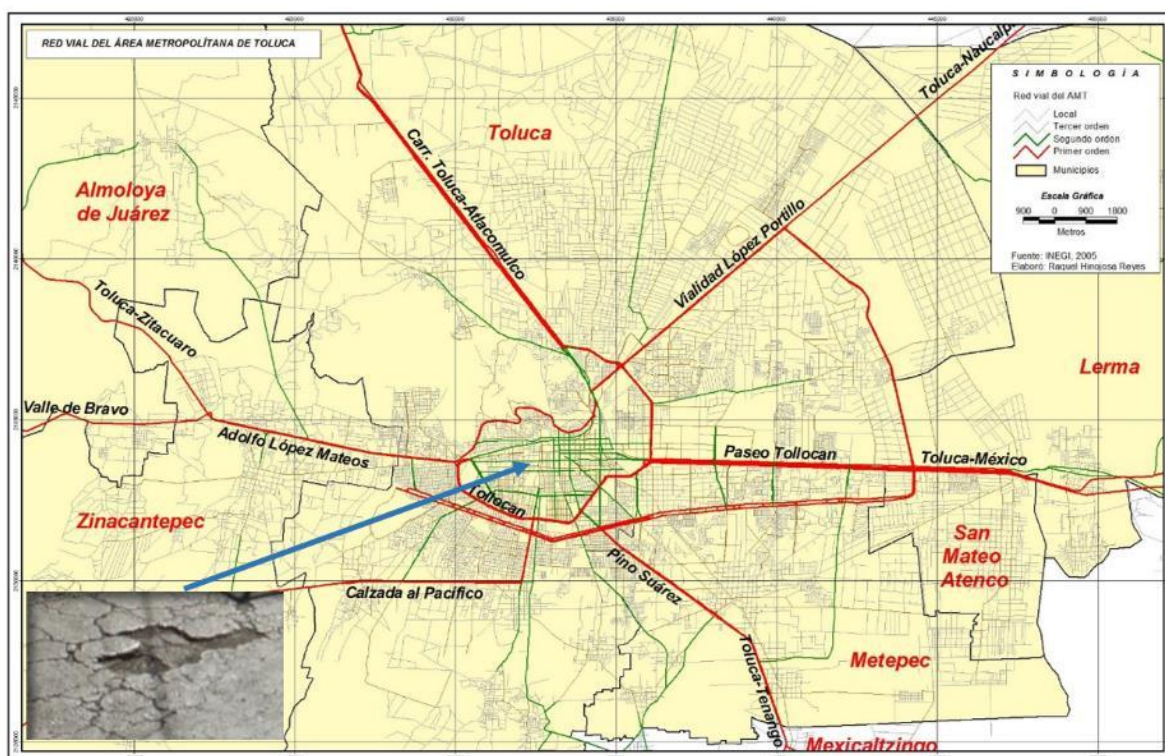 RED VIAL DEL ÁREA METROPOLÍTANA DE TOLUCA
SIMBOLOGÍA
Red vial del AMT
Local
Tercer orden
Segundo orden
Primer orden
Municipios
Escala Gráfica
900 0 900 1800
Metros
Fuente: INEGI, 2005
Elaboró: Raquel Hinojosa Reyes
Toluca-Naucalpa
Toluca
Carr. Toluca-Atlacomulco
Almoloya
de Juárez
Vialidad López Portillo
Toluca-Zitacuaro
Lerma
Valle de Bravo
Adolfo López Mateos
Paseo Tollocan
Toluca-México
Tollocan
Zinacantepec
San
Mateo
Atenco
Pino Suárez
Calzada al Pacífico
Metepec
Toluca-Tenango
Mexicaltzingo